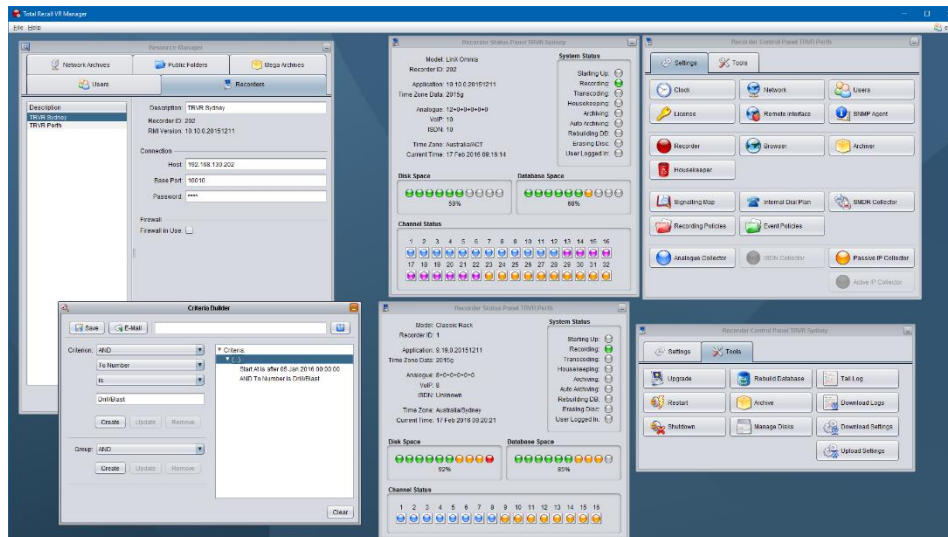 Total Recall VR Manager
File Help
Resource Manager
Network Archives
Public Folders
Mega Archives
Users
Recorders
Description
TRVR Sydney
TRVR Perth
Description: TRVR Sydney
Recorder ID: 202
RMI Version: 10.10.0.20151211
Connection
Host: 192.168.130.202
Base Port: 10010
Password: ****
Firewall
Firewall in Use:
Criteria Builder
Save
E-Mail
Criterion: AND
To Number
is
Drill/Blast
Create Update Remove
Group: AND
Create Update Remove
Criteria:
(...)
Start At is after 05 Jan 2016 00:00:00
AND To Number is Drill/Blast
Clear
Recorder Status Panel TRVR Sydney
Model: LinX Omnia
Recorder ID: 202
Application: 10.10.0.20151211
Time Zone Data: 2015g
Analogue: 12+0+0+0+0+0
VoIP: 10
ISDN: 10
Time Zone: Australia/ACT
Current Time: 17 Feb 2016 09:16:14
System Status
Starting Up:
Recording:
Transcoding:
Housekeeping:
Archiving:
Auto Archiving:
Rebuilding DB:
Erasing Disc:
User Logged In:
Disk Space
59%
Database Space
68%
Channel Status
1 2 3 4 5 6 7 8 9 10 11 12 13 14 15 16
17 18 19 20 21 22 23 24 25 26 27 28 29 30 31 32
Recorder Status Panel TRVR Perth
Model: Classic Rack
Recorder ID: 1
Application: 9.19.0.20151211
Time Zone Data: 2015g
Analogue: 8+0+0+0+0+0
VoIP: 8
ISDN: Unknown
Time Zone: Australia/Sydney
Current Time: 17 Feb 2016 09:20:21
System Status
Starting Up:
Recording:
Transcoding:
Housekeeping:
Archiving:
Auto Archiving:
Rebuilding DB:
Erasing Disc:
User Logged In:
Disk Space
92%
Database Space
85%
Channel Status
1 2 3 4 5 6 7 8 9 10 11 12 13 14 15 16
Recorder Control Panel TRVR Perth
Settings
Tools
Clock
Network
Users
License
Remote Interface
SNMP Agent
Recorder
Browser
Archiver
Housekeeper
Signalling Map
Internal Dial Plan
SMDR Collector
Recording Policies
Event Policies
Analogue Collector
ISDN Collector
Passive IP Collector
Active IP Collector
Recorder Control Panel TRVR Sydney
Settings
Tools
Upgrade
Rebuild Database
Tail Log
Restart
Archive
Download Logs
Shutdown
Manage Disks
Download Settings
Upload Settings